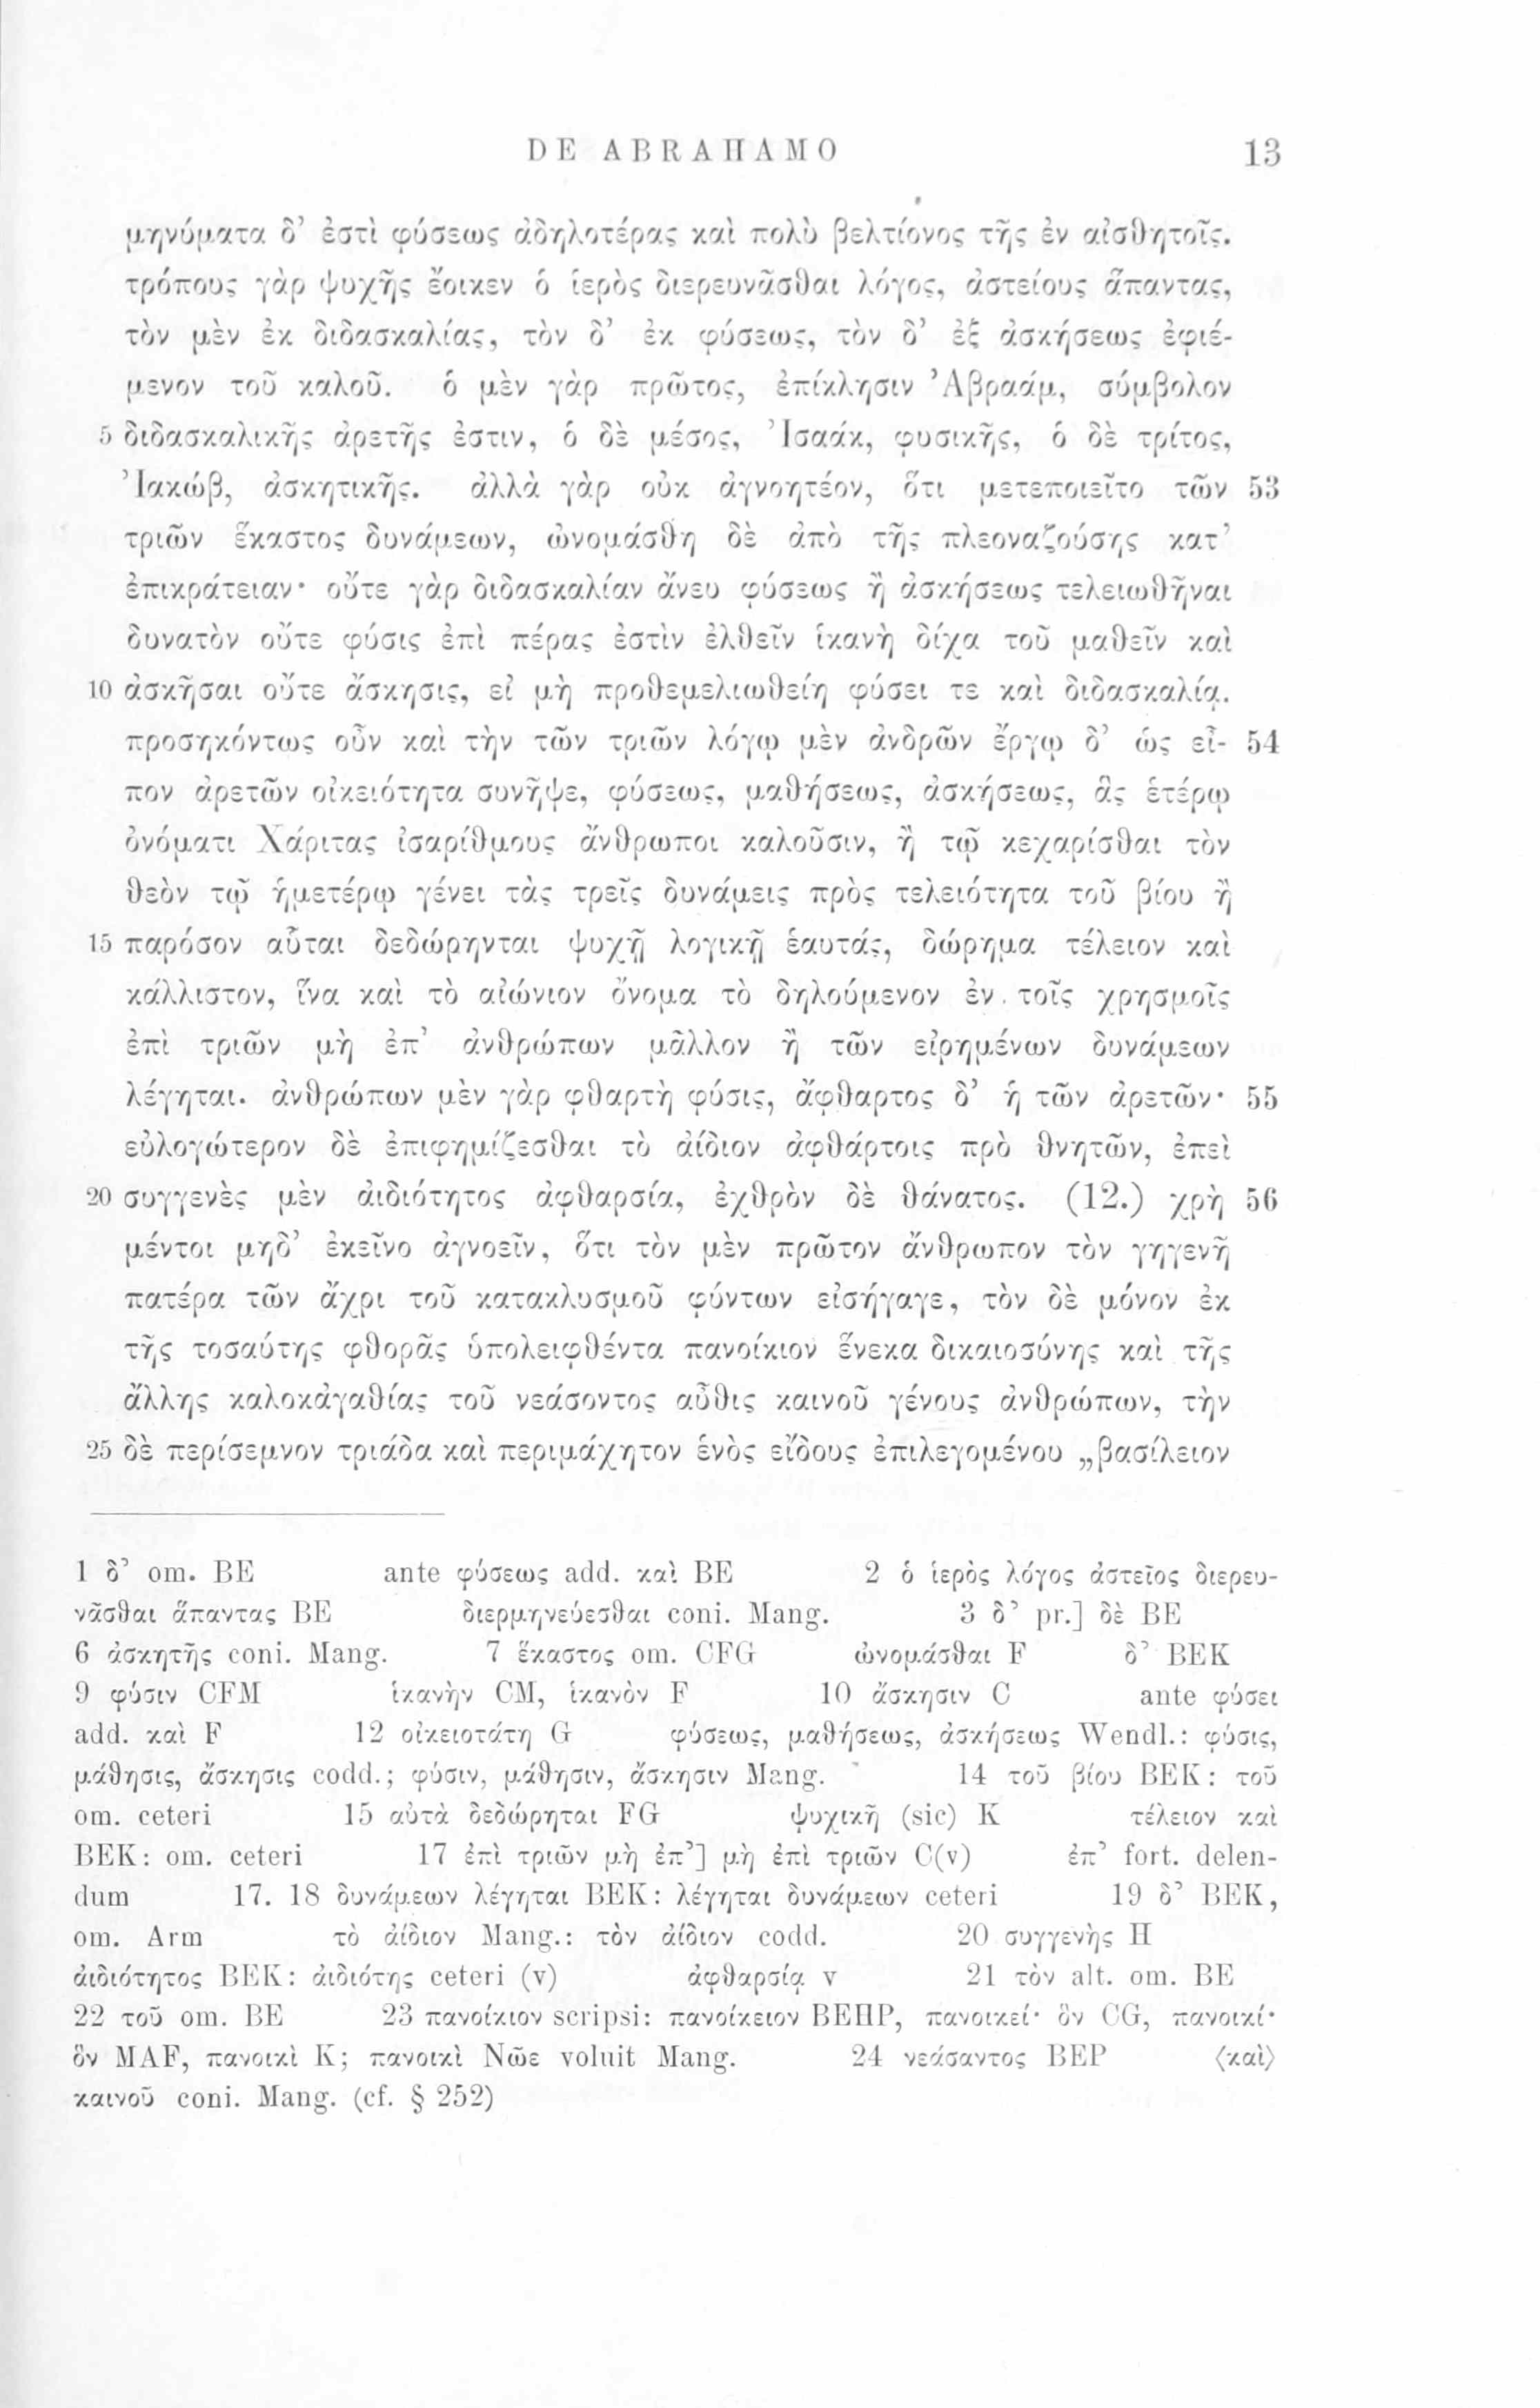 DE ABRAHAMO 13
μηνύματα δ’ ἐστὶ φύσεως ἀδηλοτέρας καὶ πολὺ βελτίονος τῆς ἐν αἰσθητοῖς.
τρόπους γὰρ ψυχῆς ἔοικεν ὁ ἱερὸς διερευνᾶσθαι λόγος, ἀστείους ἅπαντας,
τὸν μὲν ἐκ διδασκαλίας, τὸν δ’ ἐκ φύσεως, τὸν δ’ ἐξ ἀσκήσεως ἐφιέ-
μενον τοῦ καλοῦ. ὁ μὲν γὰρ πρῶτος, ἐπίκλησιν Ἀβραάμ, σύμβολον
5 διδασκαλικῆς ἀρετῆς ἐστιν, ὁ δὲ μέσος, Ἰσαάκ, φυσικῆς, ὁ δὲ τρίτος,
Ἰακώβ, ἀσκητικῆς. ἀλλὰ γὰρ οὐκ ἀγνοητέον, ὅτι μετεποιεῖτο τῶν 53
τριῶν ἕκαστος δυνάμεων, ὠνομάσθη δὲ ἀπὸ τῆς πλεοναζούσης κατ’
ἐπικράτειαν· οὔτε γὰρ διδασκαλίαν ἄνευ φύσεως ἢ ἀσκήσεως τελειωθῆναι
δυνατὸν οὔτε φύσις ἐπὶ πέρας ἐστὶν ἐλθεῖν ἱκανὴ δίχα τοῦ μαθεῖν καὶ
10 ἀσκῆσαι οὔτε ἄσκησις, εἰ μὴ προθεμελιωθείη φύσει τε καὶ διδασκαλίᾳ.
προσηκόντως οὖν καὶ τὴν τῶν τριῶν λόγῳ μὲν ἀνδρῶν ἔργῳ δ’ ὡς εἶ- 54
πον ἀρετῶν οἰκειότητα συνῆψε, φύσεως, μαθήσεως, ἀσκήσεως, ἃς ἑτέρῳ
ὀνόματι Χάριτας ἰσαρίθμους ἄνθρωποι καλοῦσιν, ἢ τῷ κεχαρίσθαι τὸν
θεὸν τῷ ἡμετέρῳ γένει τὰς τρεῖς δυνάμεις πρὸς τελειότητα τοῦ βίου ἢ
15 παρόσον αὗται δεδώρηνται ψυχῇ λογικῇ ἑαυτάς, δώρημα τέλειον καὶ
κάλλιστον, ἵνα καὶ τὸ αἰώνιον ὄνομα τὸ δηλούμενον ἐν τοῖς χρησμοῖς
ἐπὶ τριῶν μὴ ἐπ’ ἀνθρώπων μᾶλλον ἢ τῶν εἰρημένων δυνάμεων
λέγηται. ἀνθρώπων μὲν γὰρ φθαρτὴ φύσις, ἄφθαρτος δ’ ἡ τῶν ἀρετῶν· 55
εὐλογώτερον δὲ ἐπιφημίζεσθαι τὸ ἀίδιον ἀφθάρτοις πρὸ θνητῶν, ἐπεὶ
20 συγγενὲς μὲν ἀιδιότητος ἀφθαρσία, ἐχθρὸν δὲ θάνατος. (12.) χρὴ 56
μέντοι μηδ’ ἐκεῖνο ἀγνοεῖν, ὅτι τὸν μὲν πρῶτον ἄνθρωπον τὸν γηγενῆ
πατέρα τῶν ἄχρι τοῦ κατακλυσμοῦ φύντων εἰσήγαγε, τὸν δὲ μόνον ἐκ
τῆς τοσαύτης φθορᾶς ὑπολειφθέντα πανοίκιον ἕνεκα δικαιοσύνης καὶ τῆς
ἄλλης καλοκἀγαθίας τοῦ νεάσοντος αὖθις καινοῦ γένους ἀνθρώπων, τὴν
25 δὲ περίσεμνον τριάδα καὶ περιμάχητον ἑνὸς εἴδους ἐπιλεγομένου „βασίλειον
1 δ’ om. BE ante φύσεως add. καὶ BE 2 ὁ ἱερὸς λόγος ἀστεῖος διερευ-
νᾶσθαι ἅπαντας BE διερμηνεύεσθαι coni. Mang. 3 δ’ pr.] δὲ BE
6 ἀσκητῆς coni. Mang. 7 ἕκαστος om. CFG ὠνομάσθαι F δ’ BEK
9 φύσιν CFM ἱκανὴν CM, ἱκανὸν F 10 ἄσκησιν C ante φύσει
add. καὶ F 12 οἰκειοτάτη G φύσεως, μαθήσεως, ἀσκήσεως Wendl.: φύσις,
μάθησις, ἄσκησις codd.; φύσιν, μάθησιν, ἄσκησιν Mang. 14 τοῦ βίου BEK: τοῦ
om. ceteri 15 αὐτὰ δεδώρηται FG ψυχικῇ (sic) K τέλειον καὶ
BEK: om. ceteri 17 ἐπὶ τριῶν μὴ ἐπ’] μὴ ἐπὶ τριῶν C(v) ἐπ’ fort. delen-
dum 17. 18 δυνάμεων λέγηται BEK: λέγηται δυνάμεων ceteri 19 δ’ BEK,
om. Arm τὸ ἀίδιον Mang.: τὸν ἀίδιον codd. 20 συγγενὴς H
ἀιδιότητος BEK: ἀιδιότης ceteri (v) ἀφθαρσίᾳ v 21 τὸν alt. om. BE
22 τοῦ om. BE 23 πανοίκιον scripsi: πανοίκειον BEHP, πανοικεί· ὃν CG, πανοικί·
ὃν MAF, πανοικὶ K; πανοικὶ Νῶε voluit Mang. 24 νεάσαντος BEP ⟨καὶ⟩
καινοῦ coni. Mang. (cf. § 252)